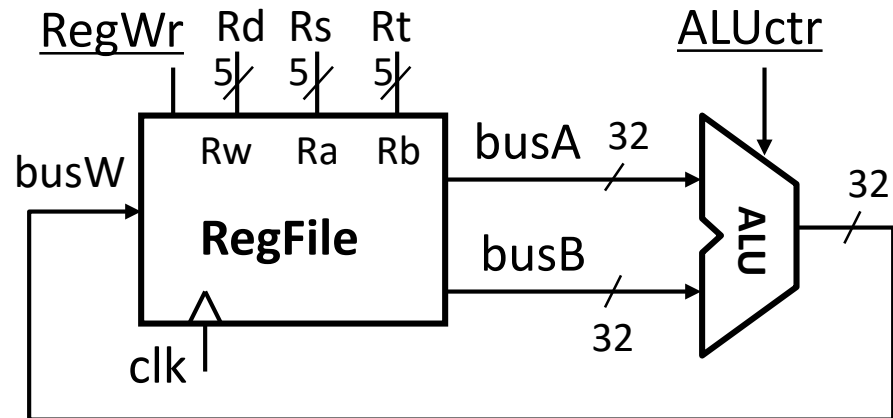 RegWr Rd Rs Rt ALUctr
5 5 5
Rw Ra Rb busA 32
busW 32
RegFile ALU
busB
32
clk